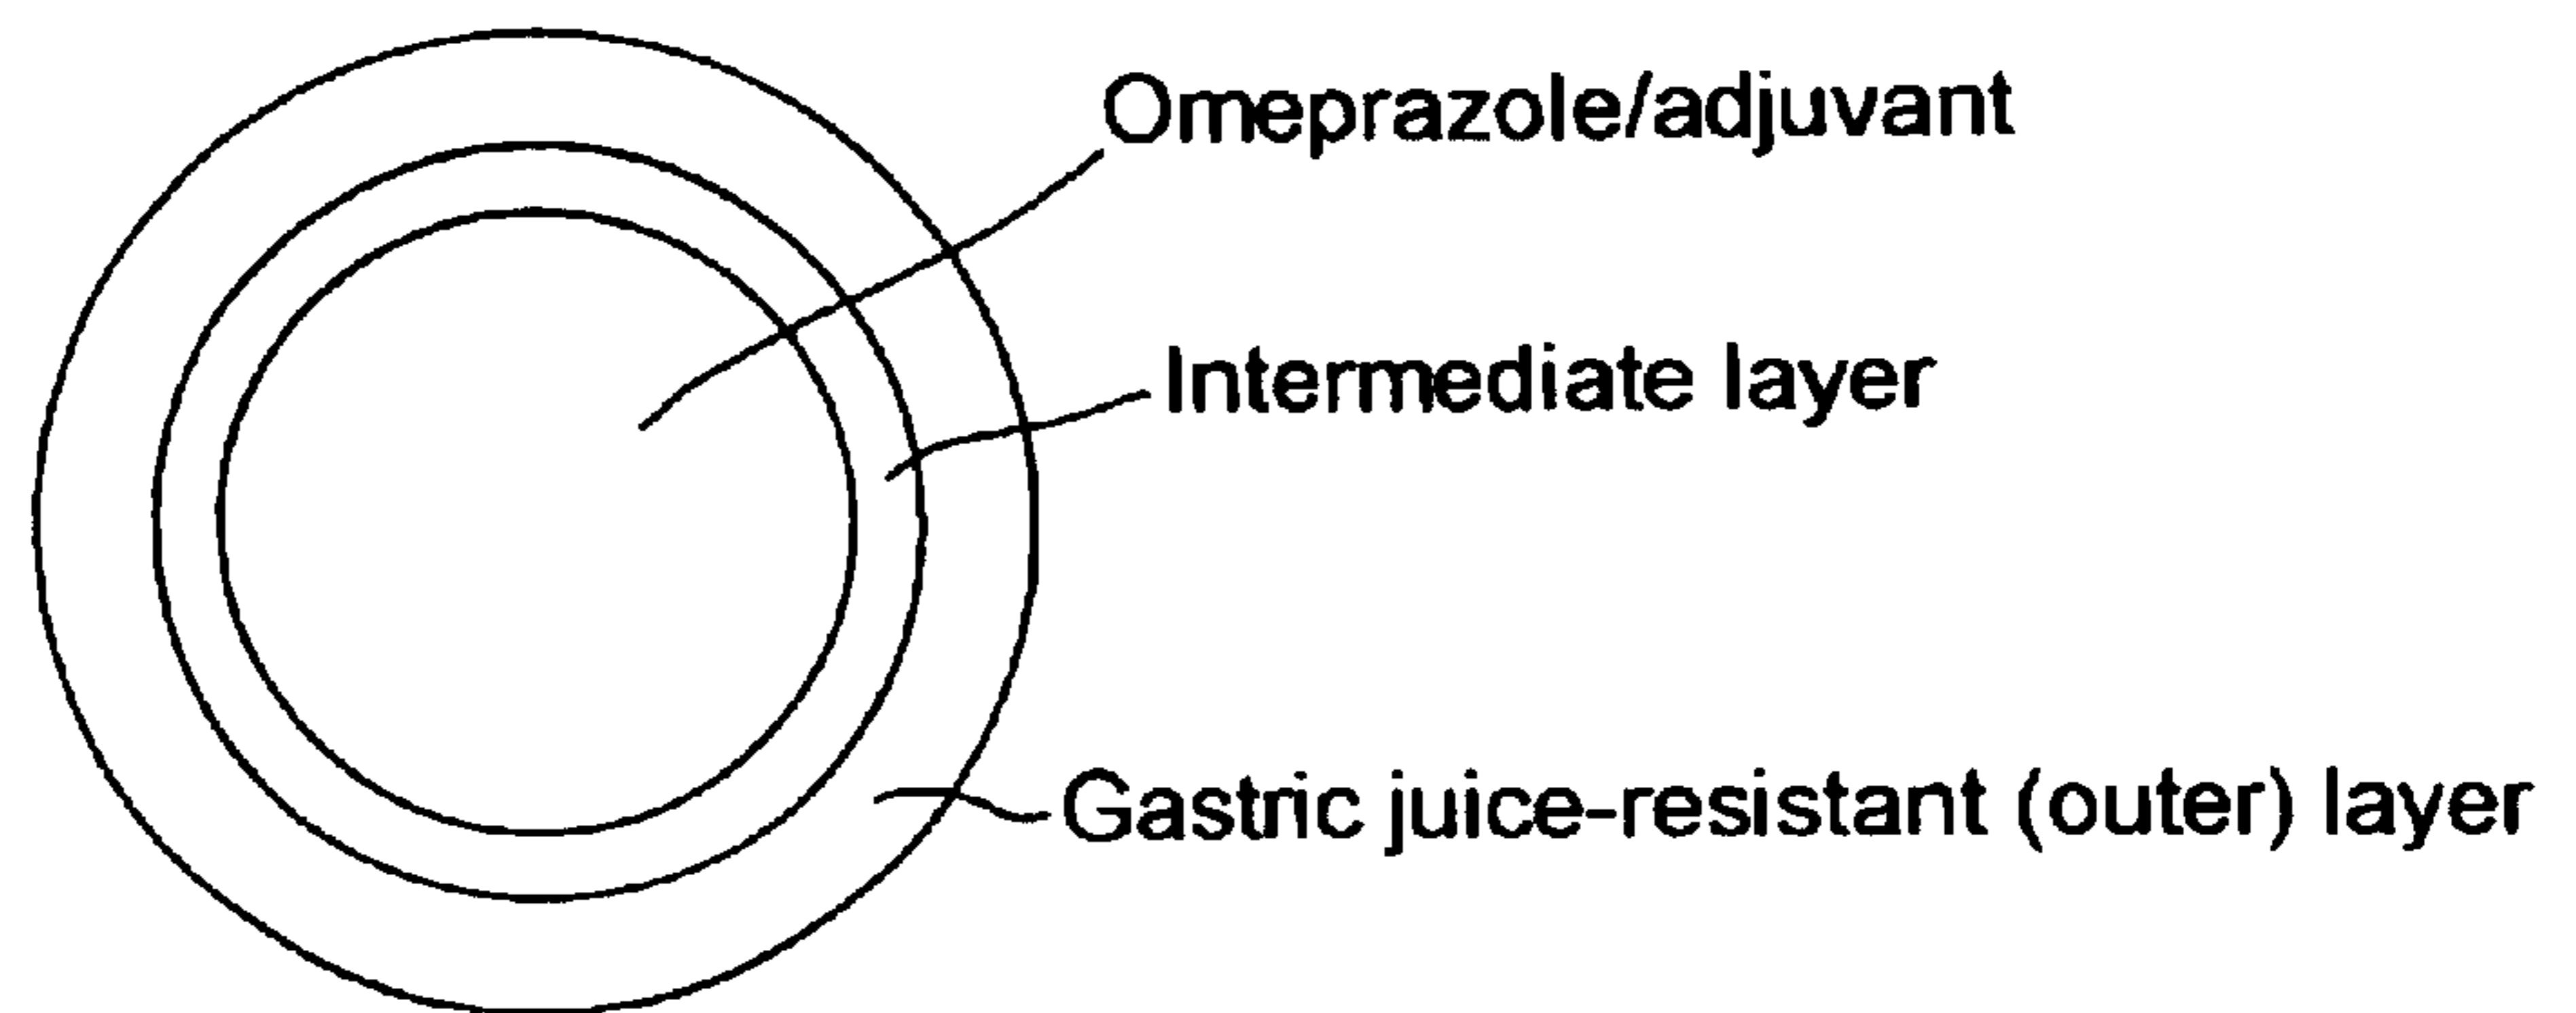 Omeprazole/adjuvant
Intermediate layer
Gastric juice-resistant (outer) layer